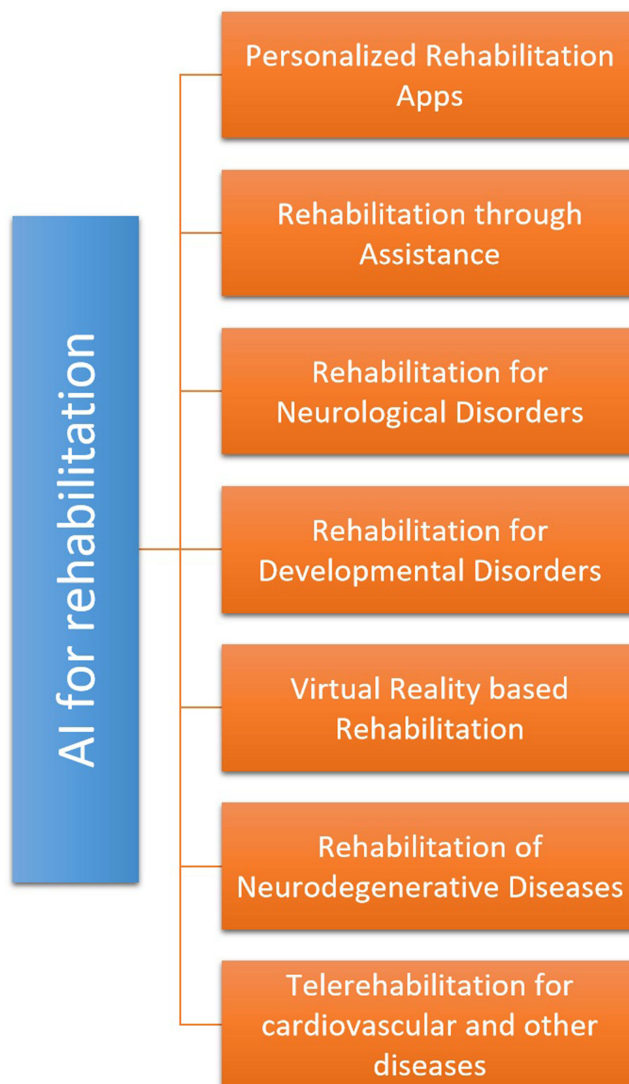 AI for rehabilitation
Personalized Rehabilitation
Apps
Rehabilitation through
Assistance
Rehabilitation for
Neurological Disorders
Rehabilitation for
Developmental Disorders
Virtual Reality based
Rehabilitation
Rehabilitation of
Neurodegenerative Diseases
Telerehabilitation for
cardiovascular and other
diseases